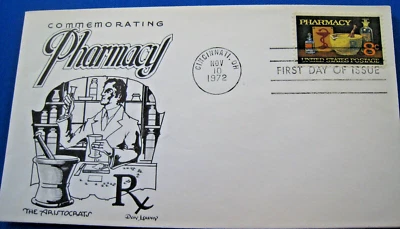 COMMEMORATING
Pharmacy
Rx
THE ARISTOCRATS
CINCINNATI, OH
NOV
10
1972
PHARMACY
8c
UNITED STATES POSTAGE
FIRST DAY OF ISSUE